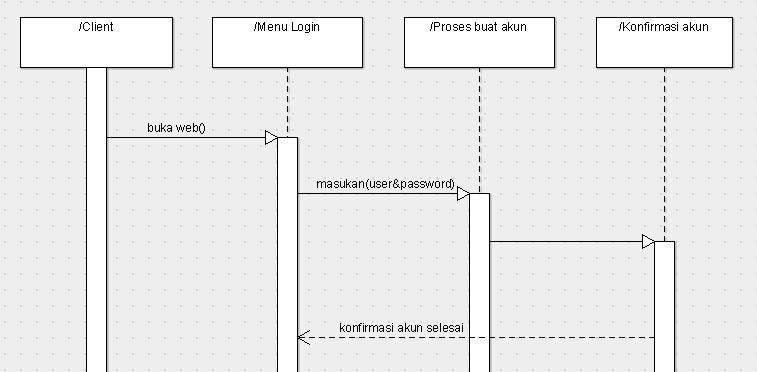 /Client
/Menu Login
/Proses buat akun
/Konfirmasi akun
buka web()
masukan(user&password)
konfirmasi akun selesai